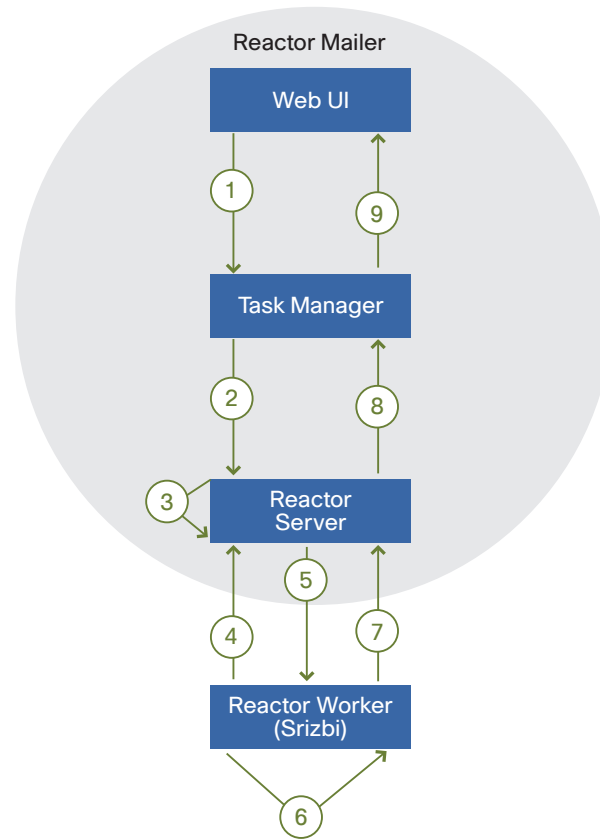 Reactor Mailer
Web UI
1
9
Task Manager
2
8
3
Reactor
Server
5
4
7
Reactor Worker
(Srizbi)
6